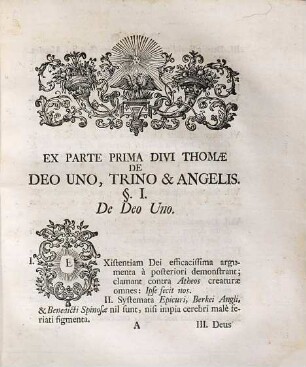 EX PARTE PRIMA DIVI THOMÆ
DE
DEO UNO, TRINO & ANGELIS.
§. I.
De Deo Uno.
I. EXistentiam Dei efficacissima argu-
menta à posteriori demonstrant;
clamant contra Atheos creaturæ
omnes: Ipse fecit nos.
II. Systemata Epicuri, Berkei Angli,
& Benedicti Spinosæ nil sunt, nisi impia cerebri malè fe-
riati figmenta.
A III. Deus